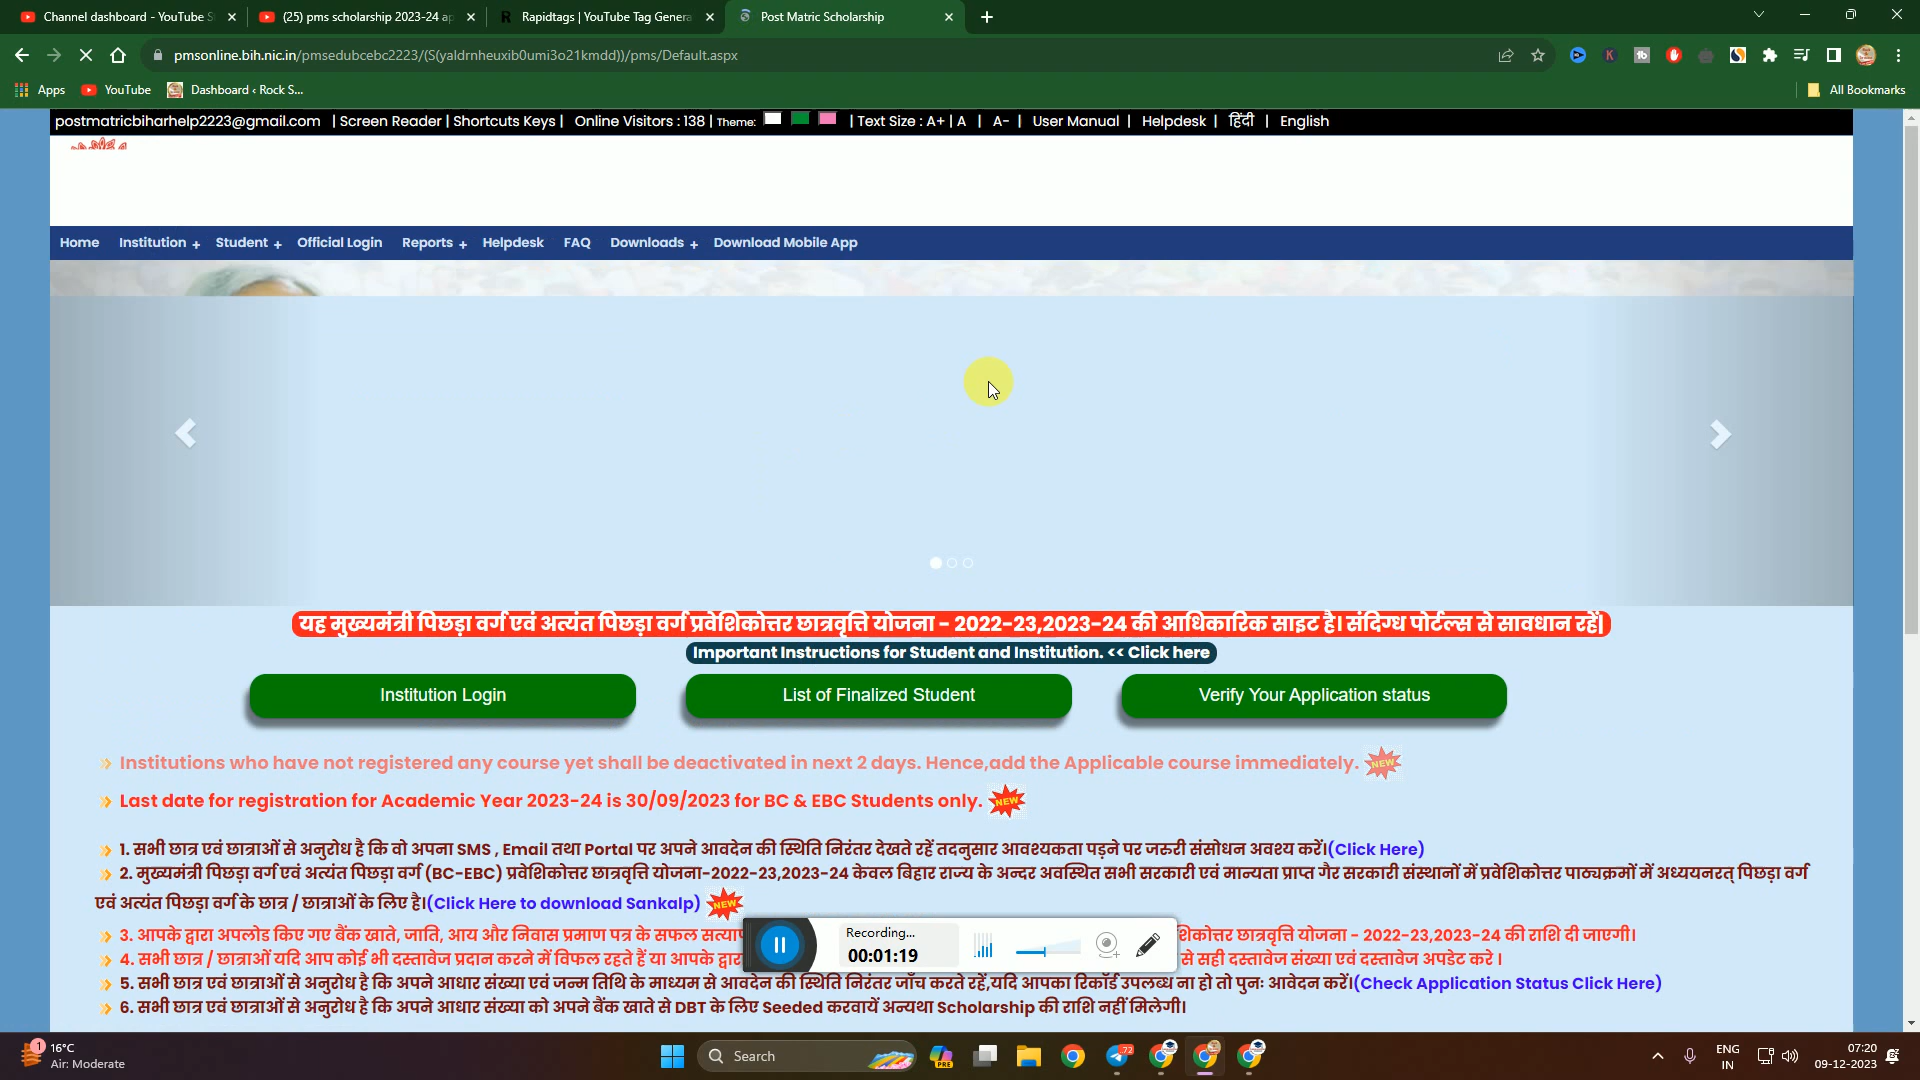 Channel dashboard - YouTube S
(25) pms scholarship 2023-24 ap
Rapidtags | YouTube Tag Genera
Post Matric Scholarship
pmsonline.bih.nic.in/pmsedubcebc2223/(S(yaldrnheuxib0umi3o21kmdd))/pms/Default.aspx
Apps YouTube Dashboard ‹ Rock S... All Bookmarks
postmatricbiharhelp2223@gmail.com | Screen Reader | Shortcuts Keys | Online Visitors : 138 | Theme: | Text Size : A+ | A | A- | User Manual | Helpdesk | हिंदी | English
Home Institution + Student + Official Login Reports + Helpdesk FAQ Downloads + Download Mobile App
यह मुख्यमंत्री पिछड़ा वर्ग एवं अत्यंत पिछड़ा वर्ग प्रवेशिकोत्तर छात्रवृत्ति योजना - 2022-23,2023-24 की आधिकारिक साइट है। संदिग्ध पोर्टल्स से सावधान रहें|
Important Instructions for Student and Institution. << Click here
Institution Login List of Finalized Student Verify Your Application status
Institutions who have not registered any course yet shall be deactivated in next 2 days. Hence,add the Applicable course immediately. NEW
Last date for registration for Academic Year 2023-24 is 30/09/2023 for BC & EBC Students only. NEW
1. सभी छात्र एवं छात्राओं से अनुरोध है कि वो अपना SMS , Email तथा Portal पर अपने आवदेन की स्थिति निरंतर देखते रहें तदनुसार आवश्यकता पड़ने पर जरुरी संसोधन अवश्य करें।(Click Here)
2. मुख्यमंत्री पिछड़ा वर्ग एवं अत्यंत पिछड़ा वर्ग (BC-EBC) प्रवेशिकोत्तर छात्रवृत्ति योजना-2022-23,2023-24 केवल बिहार राज्य के अन्दर अवस्थित सभी सरकारी एवं मान्यता प्राप्त गैर सरकारी संस्थानों में प्रवेशिकोत्तर पाठ्यक्रमों में अध्ययनरत् पिछड़ा वर्ग
एवं अत्यंत पिछड़ा वर्ग के छात्र / छात्राओं के लिए है।(Click Here to download Sankalp) NEW
3. आपके द्वारा अपलोड किए गए बैंक खाते, जाति, आय और निवास प्रमाण पत्र के सफल शिकोत्तर छात्रवृत्ति योजना - 2022-23,2023-24 की राशि दी जाएगी।
4. सभी छात्र / छात्राओं यदि आप कोई भी दस्तावेज प्रदान करने में विफल रहते हैं या आपके से सही दस्तावेज संख्या एवं दस्तावेज अपडेट करे ।
5. सभी छात्र एवं छात्राओं से अनुरोध है कि अपने आधार संख्या एवं जन्म तिथि के माध्यम से आवदेन की स्थिति निरंतर जाँच करते रहें,यदि आपका रिकॉर्ड उपलब्ध ना हो तो पुनः आवेदन करें।(Check Application Status Click Here)
6. सभी छात्र एवं छात्राओं से अनुरोध है कि अपने आधार संख्या को अपने बैंक खाते से DBT के लिए Seeded करवायें अन्यथा Scholarship की राशि नहीं मिलेगी।
Recording...
00:01:19
1 16°C
Air: Moderate
Search
PRE
72
ENG
IN
07:20
09-12-2023